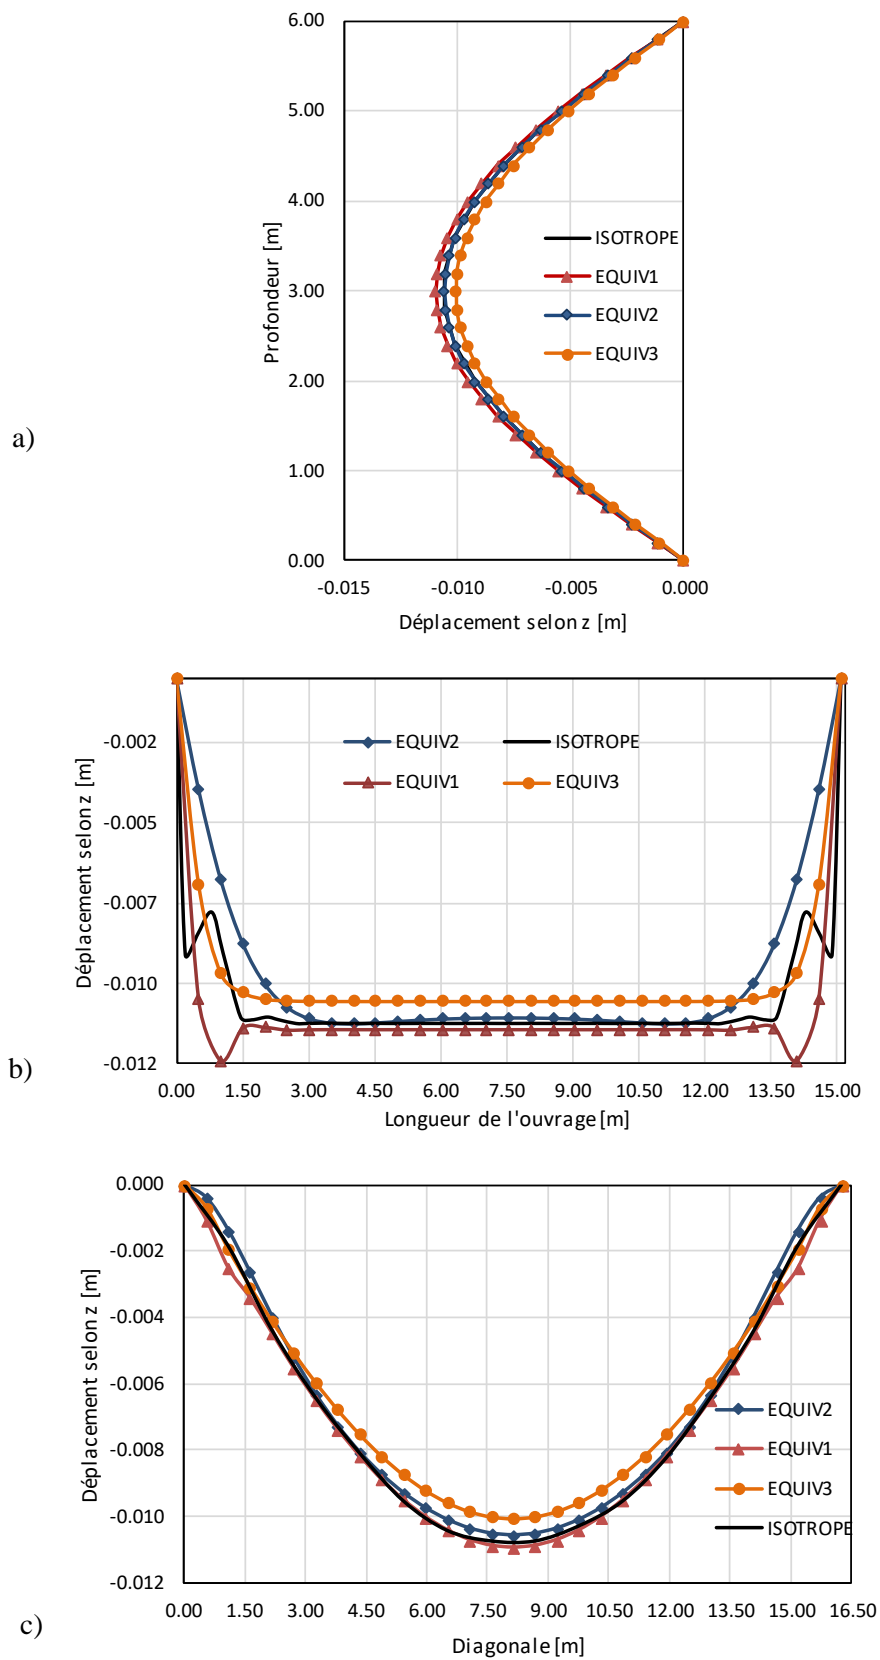 6.00
5.00
4.00
3.00
2.00
1.00
0.00
Profondeur [m]
ISOTROPE
EQUIV1
EQUIV2
EQUIV3
-0.015 -0.010 -0.005 0.000
Déplacement selon z [m]
a)
-0.002
-0.005
-0.007
-0.010
-0.012
Déplacement selon z [m]
EQUIV2 ISOTROPE
EQUIV1 EQUIV3
0.00 1.50 3.00 4.50 6.00 7.50 9.00 10.50 12.00 13.50 15.00
Longueur de l'ouvrage [m]
b)
0.000
-0.002
-0.004
-0.006
-0.008
-0.010
-0.012
Déplacement selon z [m]
EQUIV2
EQUIV1
EQUIV3
ISOTROPE
0.00 1.50 3.00 4.50 6.00 7.50 9.00 10.50 12.00 13.50 15.00 16.50
Diagonale [m]
c)